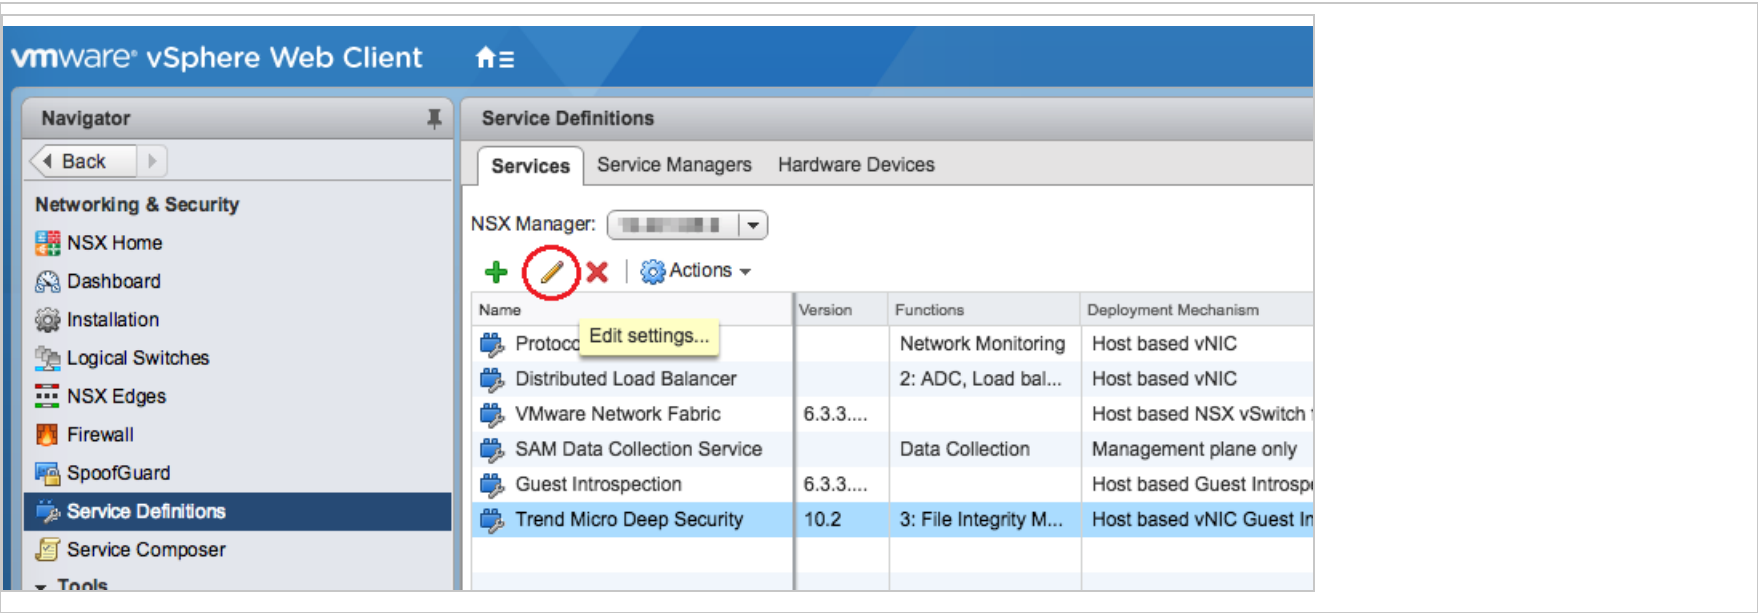 vmware® vSphere Web Client
Navigator
Back
Networking & Security
NSX Home
Dashboard
Installation
Logical Switches
NSX Edges
Firewall
SpoofGuard
Service Definitions
Service Composer
Tools
Service Definitions
Services Service Managers Hardware Devices
NSX Manager:
Actions
Name Version Functions Deployment Mechanism
Edit settings...
Network Monitoring Host based vNIC
Distributed Load Balancer 2: ADC, Load bal... Host based vNIC
VMware Network Fabric 6.3.3.... Host based NSX vSwitch
SAM Data Collection Service Data Collection Management plane only
Guest Introspection 6.3.3.... Host based Guest
Trend Micro Deep Security 10.2 3: File Integrity M... Host based vNIC Guest